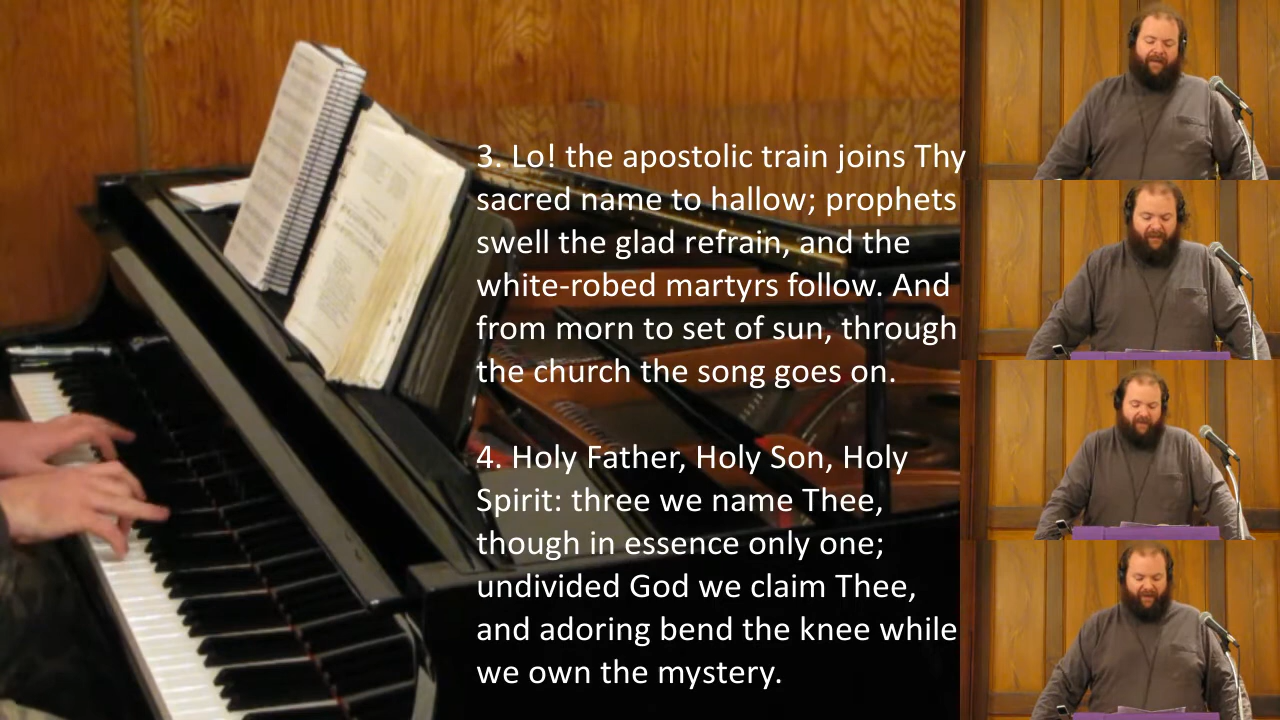 3. Lo! the apostolic train joins Thy
sacred name to hallow; prophets
swell the glad refrain, and the
white-robed martyrs follow. And
from morn to set of sun, through
the church the song goes on.
4. Holy Father, Holy Son, Holy
Spirit: three we name Thee,
though in essence only one;
undivided God we claim Thee,
and adoring bend the knee while
we own the mystery.